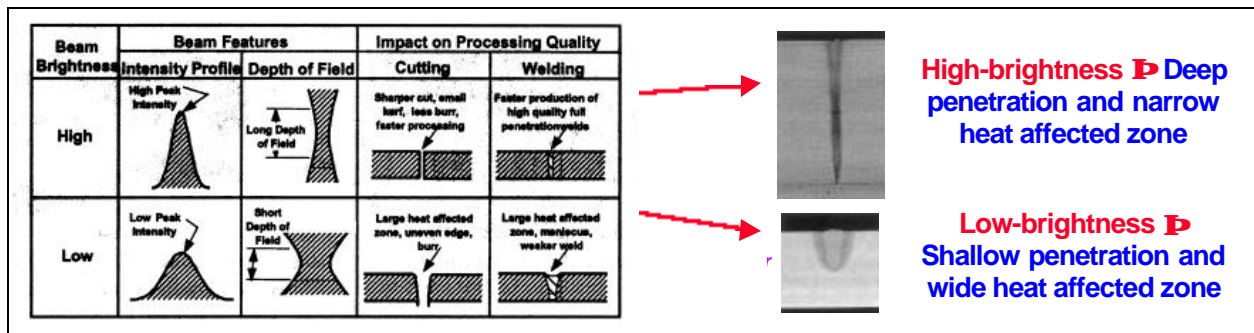 Beam Brightness
Beam Features
Impact on Processing Quality
Intensity Profile
Depth of Field
Cutting
Welding
High
High Peak
Intensity
Long Depth
of Field
Sharper cut, small
kerf, less burr,
faster processing
Faster production of
high quality full
penetration welds
Low
Low Peak
Intensity
Short
Depth of
Field
Large heat affected
zone, uneven edge,
burr
Large heat affected
zone, meniscus,
weaker weld
High-brightness Þ Deep
penetration and narrow
heat affected zone
Low-brightness Þ
Shallow penetration and
wide heat affected zone